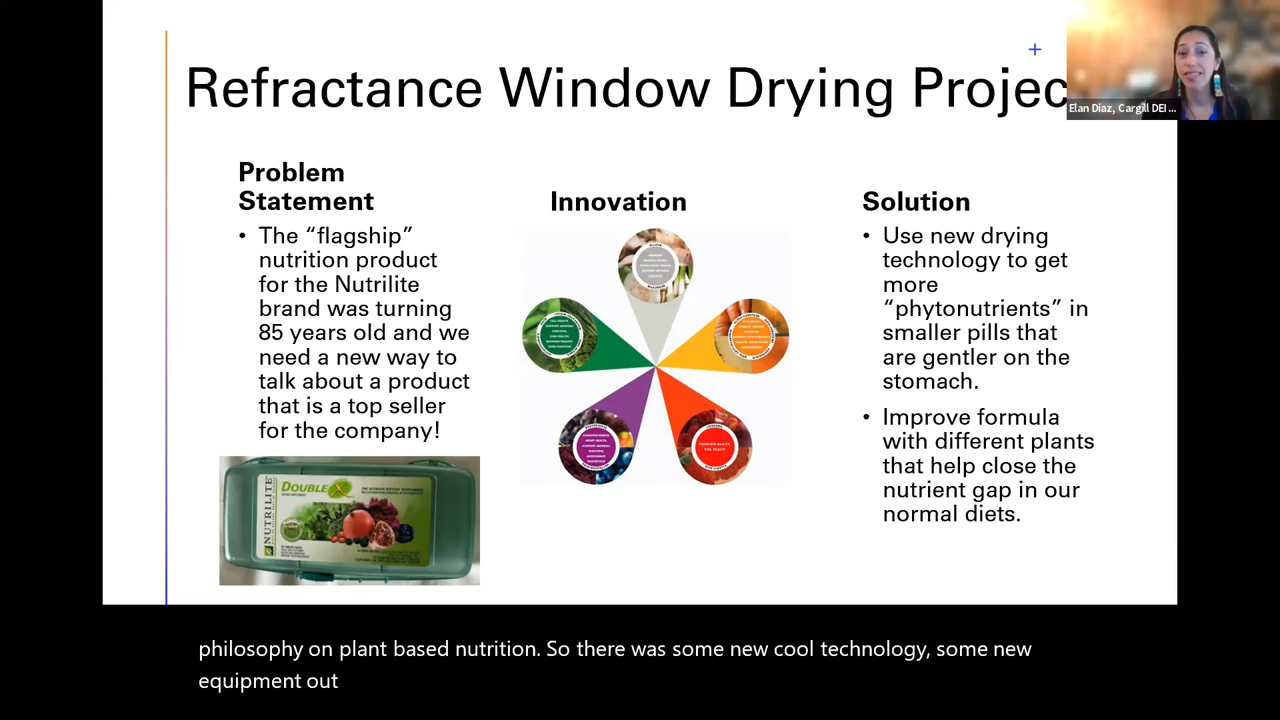 Refractance Window Drying Projec
Elan Diaz, Cargill DEI ...
Problem
Statement
• The “flagship”
nutrition product
for the Nutrilite
brand was turning
85 years old and we
need a new way to
talk about a product
that is a top seller
for the company!
NUTRILITE
DOUBLE X
Innovation
Solution
• Use new drying
technology to get
more
“phytonutrients” in
smaller pills that
are gentler on the
stomach.
• Improve formula
with different plants
that help close the
nutrient gap in our
normal diets.
philosophy on plant based nutrition. So there was some new cool technology, some new
equipment out